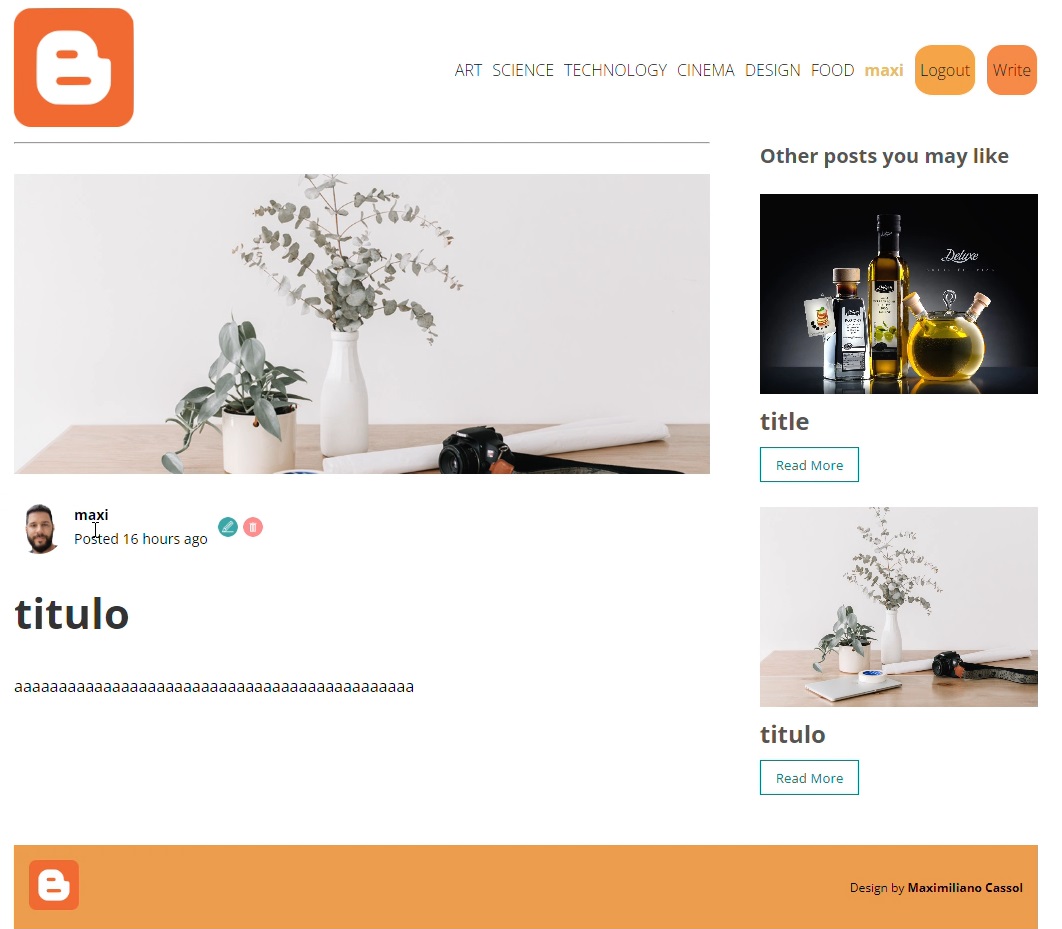 ART SCIENCE TECHNOLOGY CINEMA DESIGN FOOD maxi Logout Write
Other posts you may like
Deluxe
title
Read More
maxi
Posted 16 hours ago
titulo
aaaaaaaaaaaaaaaaaaaaaaaaaaaaaaaaaaaaaaaaaaaaa
titulo
Read More
Design by Maximiliano Cassol